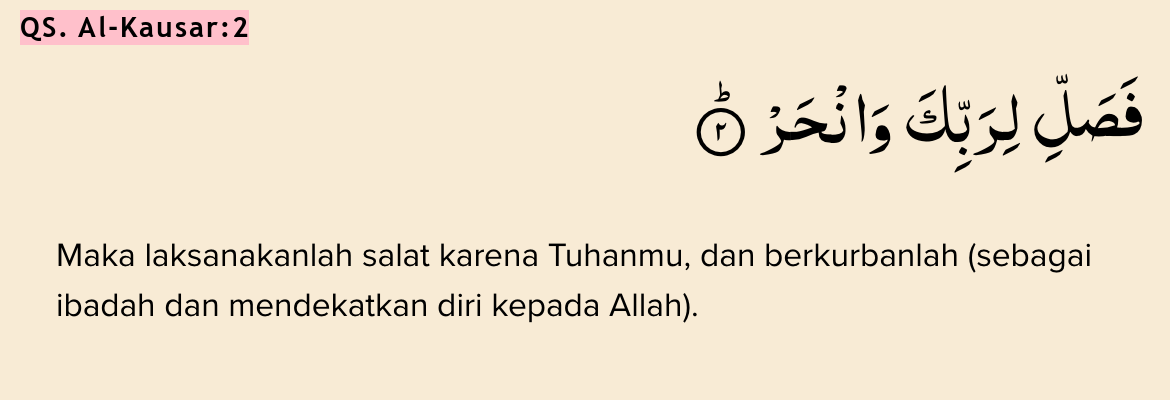 QS. Al-Kausar:2
فَصَلِّ لِرَبِّكَ وَانْحَرْۗ ٢
Maka laksanakanlah salat karena Tuhanmu, dan berkurbanlah (sebagai
ibadah dan mendekatkan diri kepada Allah).